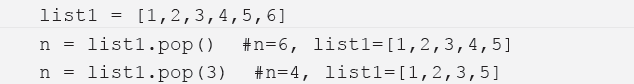 list1 = [1,2,3,4,5,6]
n = list1.pop()  #n=6, list1=[1,2,3,4,5]
n = list1.pop(3)  #n=4, list1=[1,2,3,5]